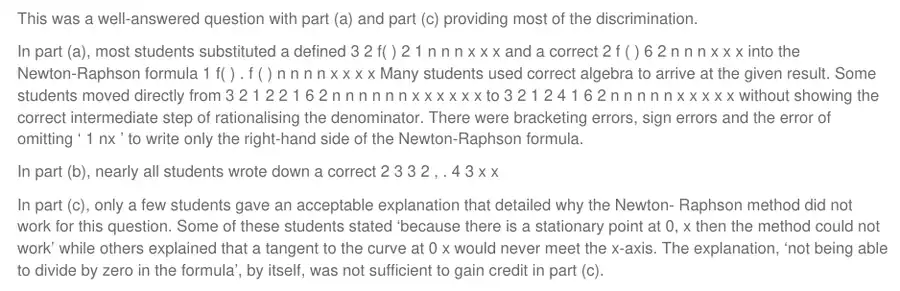 This was a well-answered question with part (a) and part (c) providing most of the discrimination.
In part (a), most students substituted a defined 3 2 f( ) 2 1 n n n x x x and a correct 2 f ( ) 6 2 n n n x x x into the
Newton-Raphson formula 1 f( ) . f ( ) n n n n x x x x Many students used correct algebra to arrive at the given result. Some
students moved directly from 3 2 1 2 2 1 6 2 n n n n n n x x x x x x to 3 2 1 2 4 1 6 2 n n n n n x x x x x without showing the
correct intermediate step of rationalising the denominator. There were bracketing errors, sign errors and the error of
omitting ‘ 1 nx ’ to write only the right-hand side of the Newton-Raphson formula.
In part (b), nearly all students wrote down a correct 2 3 3 2 , . 4 3 x x
In part (c), only a few students gave an acceptable explanation that detailed why the Newton- Raphson method did not
work for this question. Some of these students stated ‘because there is a stationary point at 0, x then the method could not
work’ while others explained that a tangent to the curve at 0 x would never meet the x-axis. The explanation, ‘not being able
to divide by zero in the formula’, by itself, was not sufficient to gain credit in part (c).